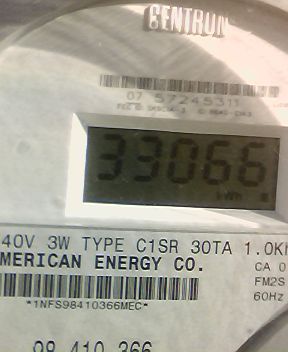 CENTRON
07 57245311
33066
40V 3W TYPE C1SR 30TA 1.0K
MERICAN ENERGY CO.
CA 0
FM2S
60Hz
*1NFS98410366MEC*
98 410 366